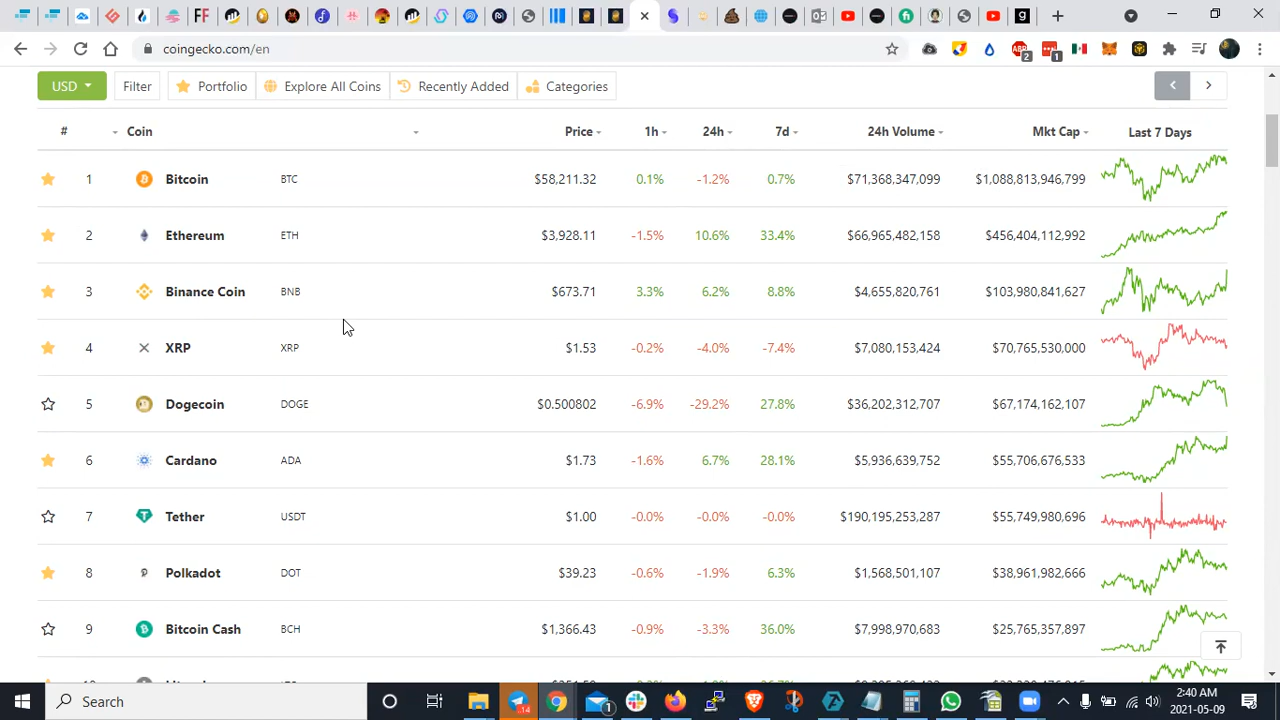 coingecko.com/en
USD Filter Portfolio Explore All Coins Recently Added Categories
# Coin Price 1h 24h 7d 24h Volume Mkt Cap Last 7 Days
1 Bitcoin BTC $58,211.32 0.1% -1.2% 0.7% $71,368,347,099 $1,088,813,946,799
2 Ethereum ETH $3,928.11 -1.5% 10.6% 33.4% $66,965,482,158 $456,404,112,992
3 Binance Coin BNB $673.71 3.3% 6.2% 8.8% $4,655,820,761 $103,980,841,627
4 XRP XRP $1.53 -0.2% -4.0% -7.4% $7,080,153,424 $70,765,530,000
5 Dogecoin DOGE $0.500802 -6.9% -29.2% 27.8% $36,202,312,707 $67,174,162,107
6 Cardano ADA $1.73 -1.6% 6.7% 28.1% $5,936,639,752 $55,706,676,533
7 Tether USDT $1.00 -0.0% -0.0% -0.0% $190,195,253,287 $55,749,980,696
8 Polkadot DOT $39.23 -0.6% -1.9% 6.3% $1,568,501,107 $38,961,982,666
9 Bitcoin Cash BCH $1,366.43 -0.9% -3.3% 36.0% $7,998,970,683 $25,765,357,897
Search 2:40 AM
2021-05-09